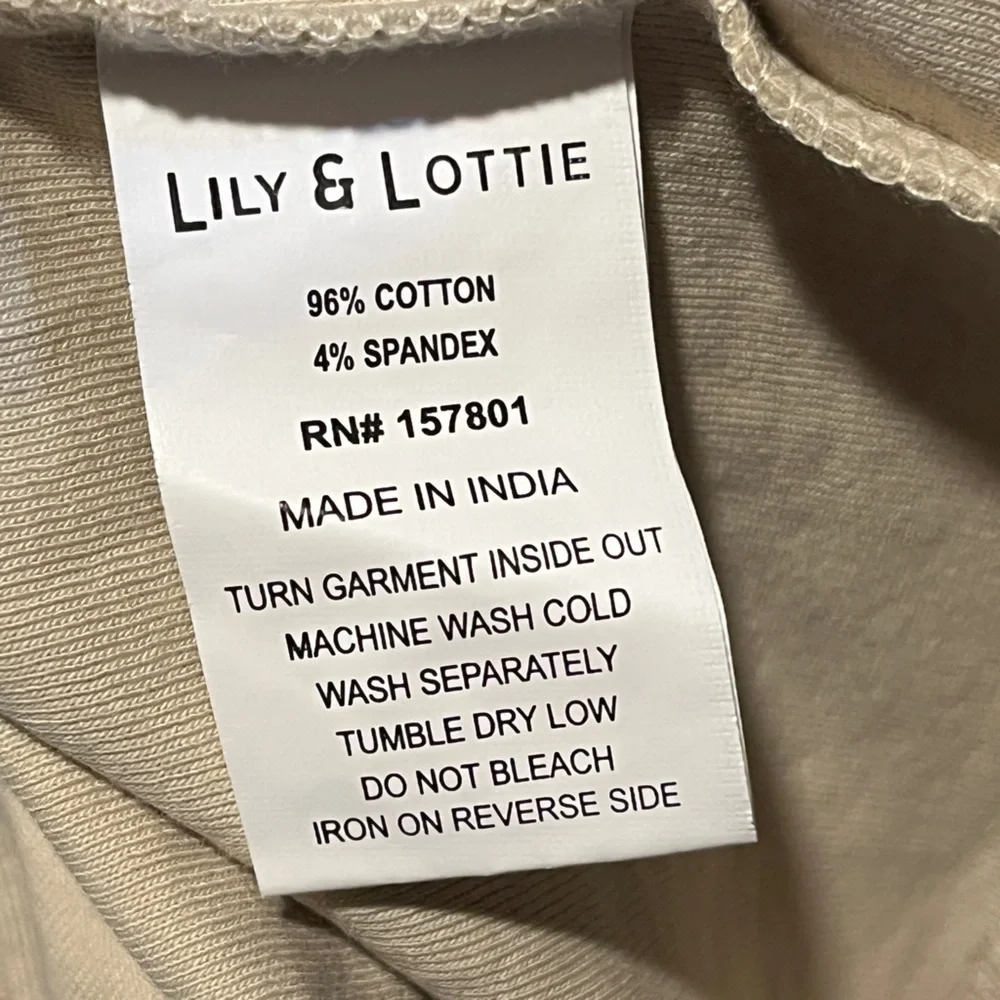 LILY & LOTTIE
96% COTTON
4% SPANDEX
RN# 157801
MADE IN INDIA
TURN GARMENT INSIDE OUT
MACHINE WASH COLD
WASH SEPARATELY
TUMBLE DRY LOW
DO NOT BLEACH
IRON ON REVERSE SIDE